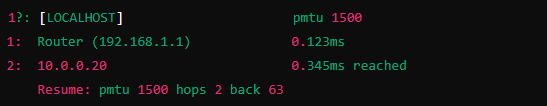 1?: [LOCALHOST] pmtu 1500
1: Router (192.168.1.1) 0.123ms
2: 10.0.0.20 0.345ms reached
Resume: pmtu 1500 hops 2 back 63